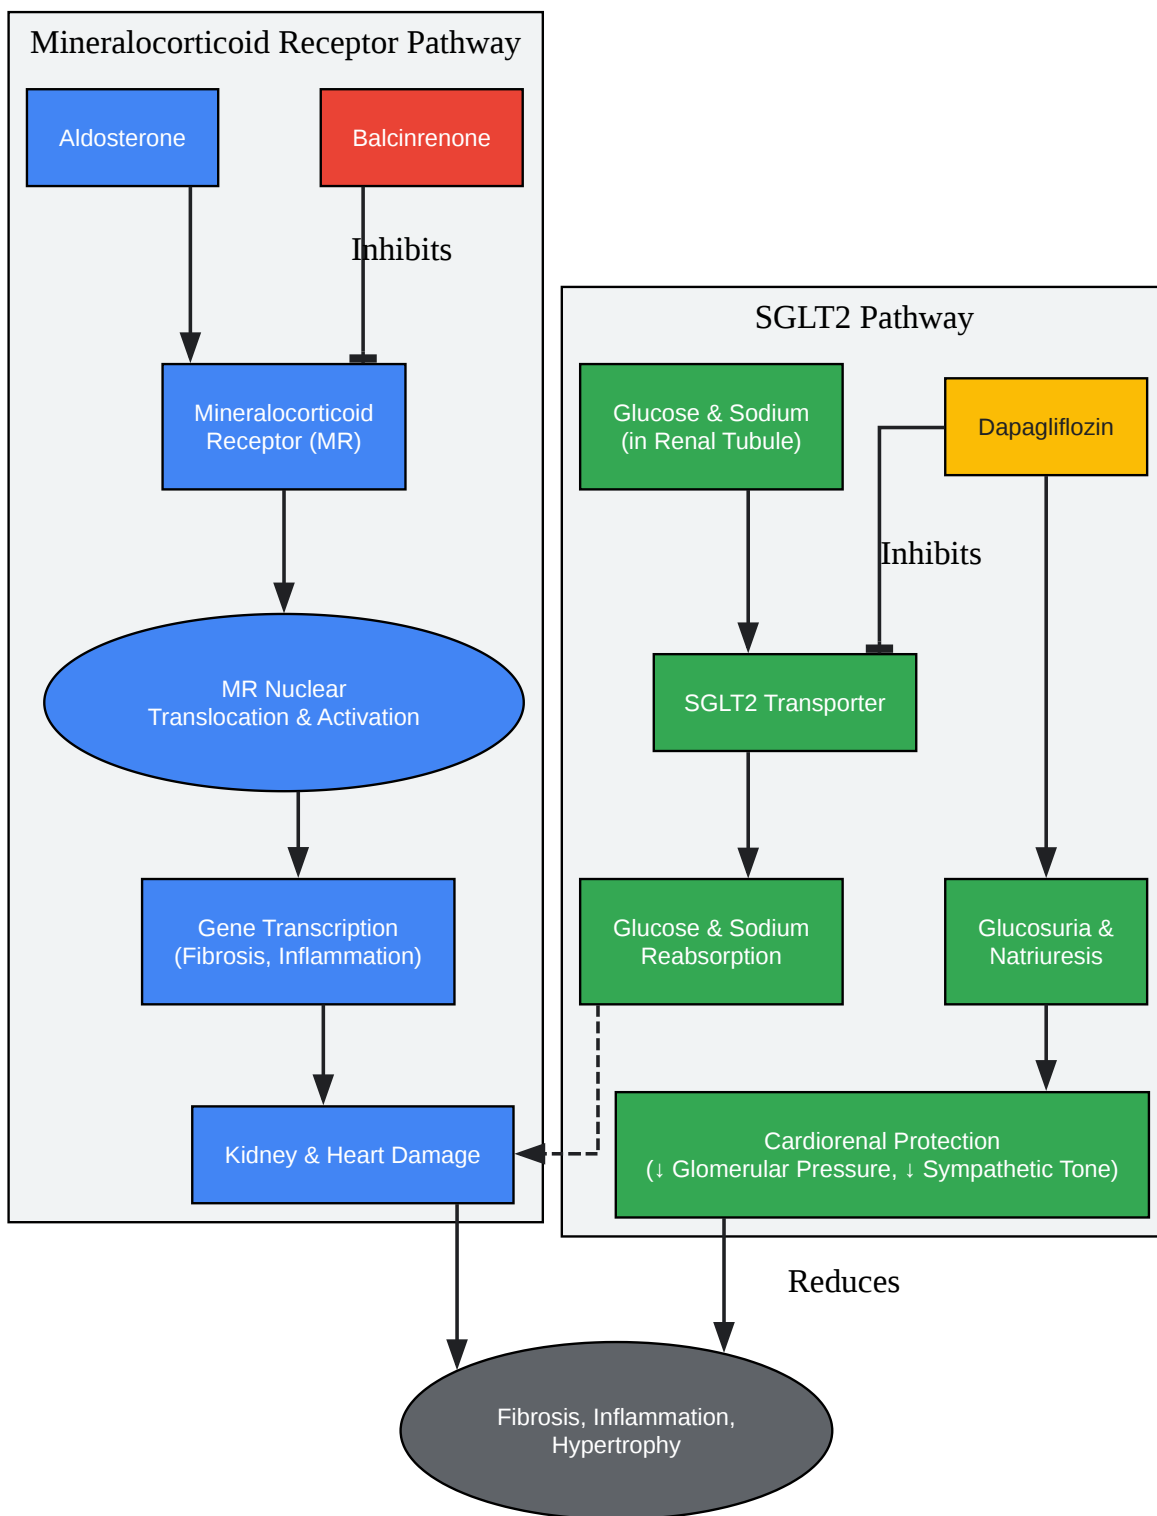 Mineralocorticoid Receptor Pathway
Aldosterone
Balcinrenone
Inhibits
Mineralocorticoid
Receptor (MR)
MR Nuclear
Translocation & Activation
Gene Transcription
(Fibrosis, Inflammation)
Kidney & Heart Damage
SGLT2 Pathway
Glucose & Sodium
(in Renal Tubule)
Dapagliflozin
Inhibits
SGLT2 Transporter
Glucose & Sodium
Reabsorption
Glucosuria &
Natriuresis
Cardiorenal Protection
(↓ Glomerular Pressure, ↓ Sympathetic Tone)
Reduces
Fibrosis, Inflammation,
Hypertrophy